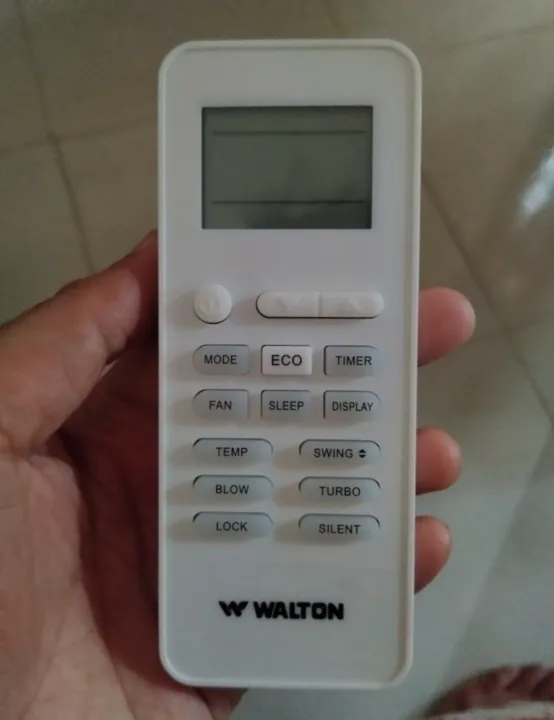 MODE ECO TIMER
FAN SLEEP DISPLAY
TEMP SWING
BLOW TURBO
LOCK SILENT
WALTON